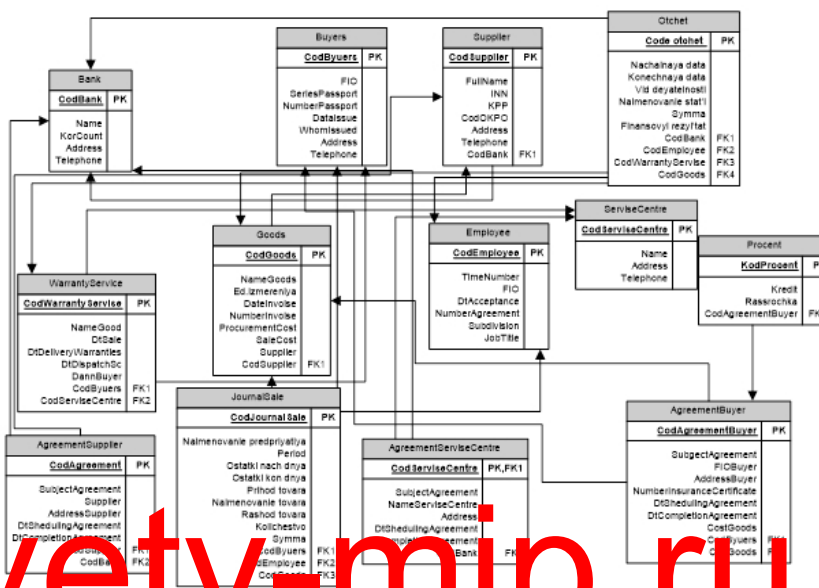 Bank
CodBank PK
Name
KorCount
Address
Telephone
Buyers
CodByuers PK
FIO
SeriesPassport
NumberPassport
DataIssue
WhomIssued
Address
Telephone
Supplier
CodSupplier PK
FullName
INN
KPP
CodOKPO
Address
Telephone
CodBank FK1
Otchet
Code otchet PK
Nachalnaya data
Konechnaya data
Vid deyatelnosti
Naimenovanie stat'i
Symma
Finansovyi rezyl'tat
CodBank FK1
CodEmployee FK2
CodWarrantyServise FK3
CodGoods FK4
WarrantyService
CodWarrantyServise PK
NameGood
DtSale
DtDeliveryWarranties
DtDispatchSc
DannBuyer
CodByuers FK1
CodServiseCentre FK2
Goods
CodGoods PK
NameGoods
Ed.Izmereniya
DateInvoise
NumberInvoise
ProcurementCost
SaleCost
Supplier
CodSupplier FK1
Employee
CodEmployee PK
TimeNumber
FIO
DtAcceptance
NumberAgreement
Subdivision
JobTitle
ServiseCentre
CodServiseCentre PK
Name
Address
Telephone
Procent
KodProcent
Kredit
Rassrochka
CodAgreementBuyer
AgreementSupplier
CodAgreement PK
SubjectAgreement
Supplier
AddressSupplier
DtShedulingAgreement
DtCompletionAgreement
FK1
FK2
JournalSale
CodJournalSale PK
Naimenovanie predpriyatiya
Period
Ostatki nach dnya
Ostatki kon dnya
Prihod tovara
Naimenovanie tovara
Rashod tovara
Kolichestvo
Symma
FK1
FK2
FK3
AgreementServiseCentre
CodServiseCentre PK,FK1
SubjectAgreement
NameServiseCentre
Address
DtShedulingAgreement
AgreementBuyer
CodAgreementBuyer PK
SubgectAgreement
FIOBuyer
AddressBuyer
NumberInsuranceCertificate
DtShedulingAgreement
DtCompletionAgreement
CostGoods